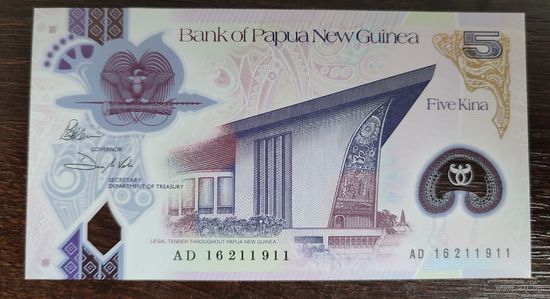 Bank of Papua New Guinea
5
Five Kina
GOVERNOR
SECRETARY
DEPARTMENT OF TREASURY
LEGAL TENDER THROUGHOUT PAPUA NEW GUINEA
AD 16211911
AD 16211911